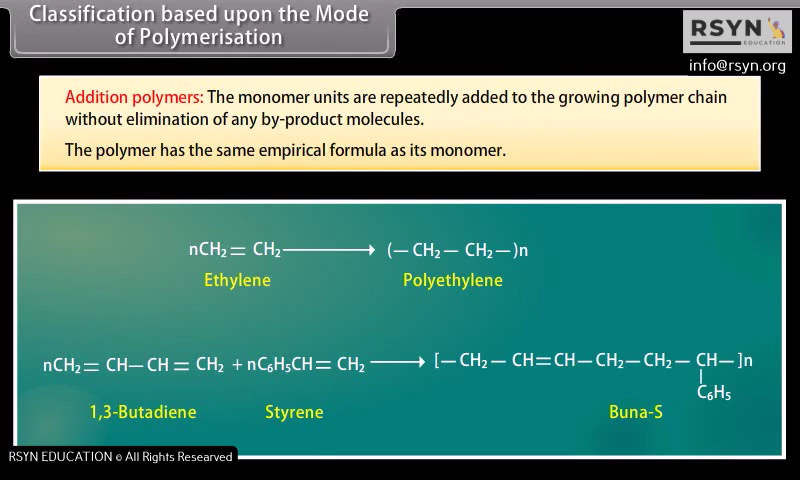 Classification based upon the Mode
of Polymerisation
RSYN
EDUCATION
info@rsyn.org
Addition polymers: The monomer units are repeatedly added to the growing polymer chain
without elimination of any by-product molecules.
The polymer has the same empirical formula as its monomer.
nCH₂═ CH₂ ⟶ (— CH₂— CH₂—)n
Ethylene Polyethylene
nCH₂═ CH—CH ═ CH₂ + nC₆H₅CH═ CH₂ ⟶ [— CH₂— CH═CH—CH₂—CH₂— CH—]n
C₆H₅
1,3-Butadiene Styrene Buna-S
RSYN EDUCATION © All Rights Researved